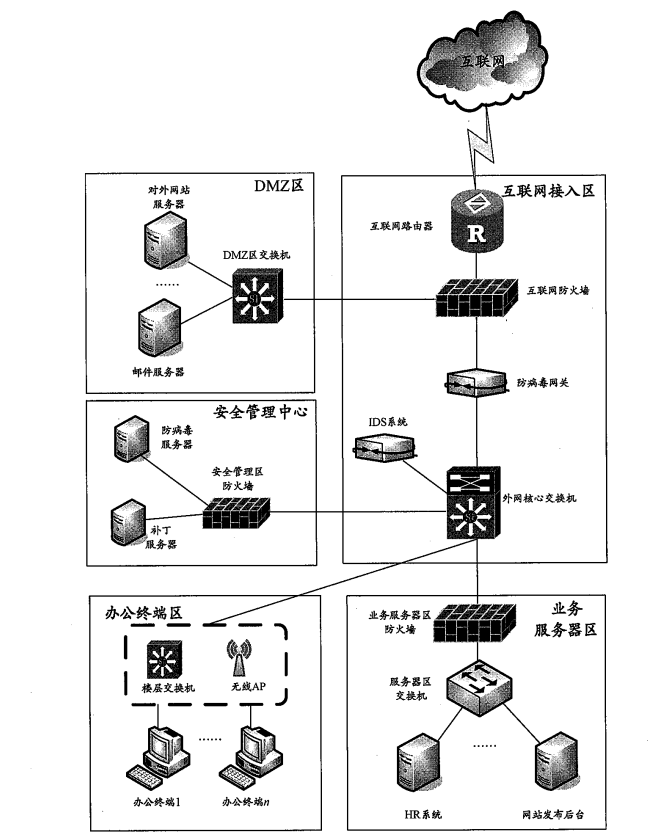 互联网
DMZ区
对外网站
服务器
DMZ区交换机
SI
......
邮件服务器
互联网接入区
互联网路由器
R
互联网防火墙
防病毒网关
IDS系统
外网核心交换机
SI
安全管理中心
防病毒
服务器
安全管理区
防火墙
补丁
服务器
办公终端区
楼层交换机
SI
无线AP
......
办公终端1
办公终端n
业务
服务器区
业务服务器区
防火墙
服务器区
交换机
......
HR系统
网站发布后台